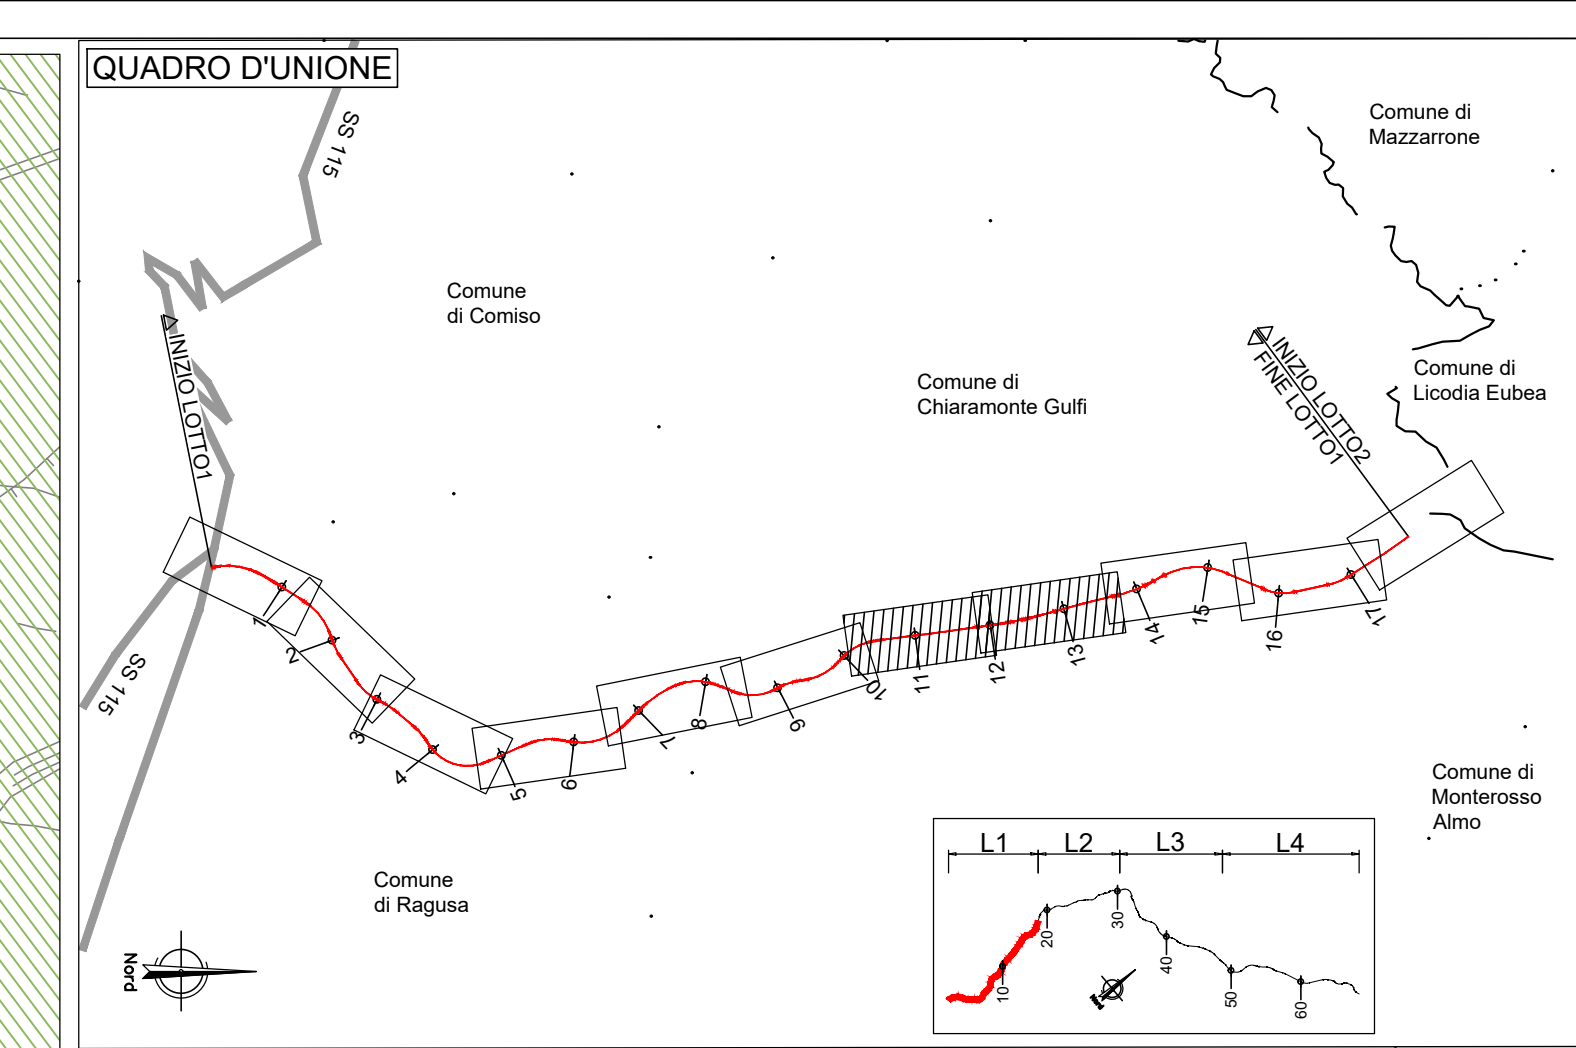 QUADRO D'UNIONE
SS 115
Comune di
Mazzarrone
Comune
di Comiso
INIZIO LOTTO1
INIZIO LOTTO2
FINE LOTTO1
Comune di
Licodia Eubea
Comune di
Chiaramonte Gulfi
SS 115
1
2
3
4
5
6
7
8
9
10
11
12
13
14
15
16
17
Comune di
Monterosso
Almo
Comune
di Ragusa
Nord
L1 L2 L3 L4
10
20
30
40
50
60
Nord